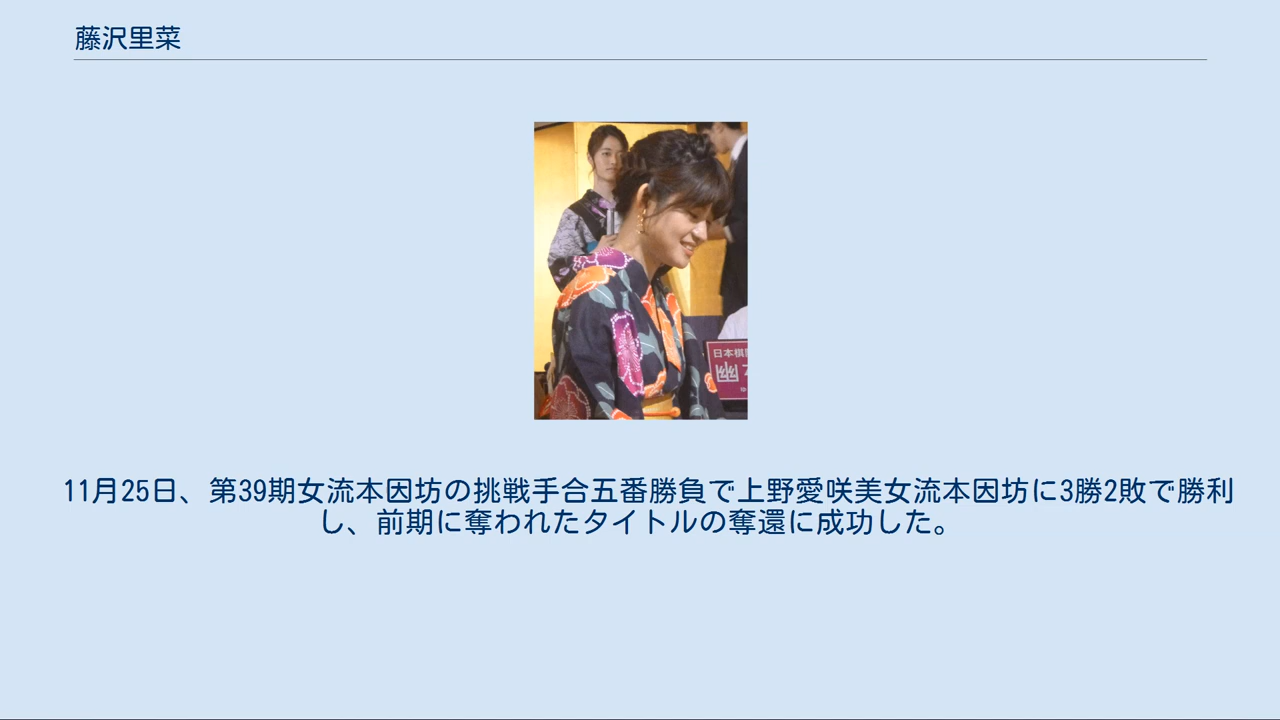 藤沢里菜
日本棋
11月25日、第39期女流本因坊の挑戦手合五番勝負で上野愛咲美女流本因坊に3勝2敗で勝利
し、前期に奪われたタイトルの奪還に成功した。